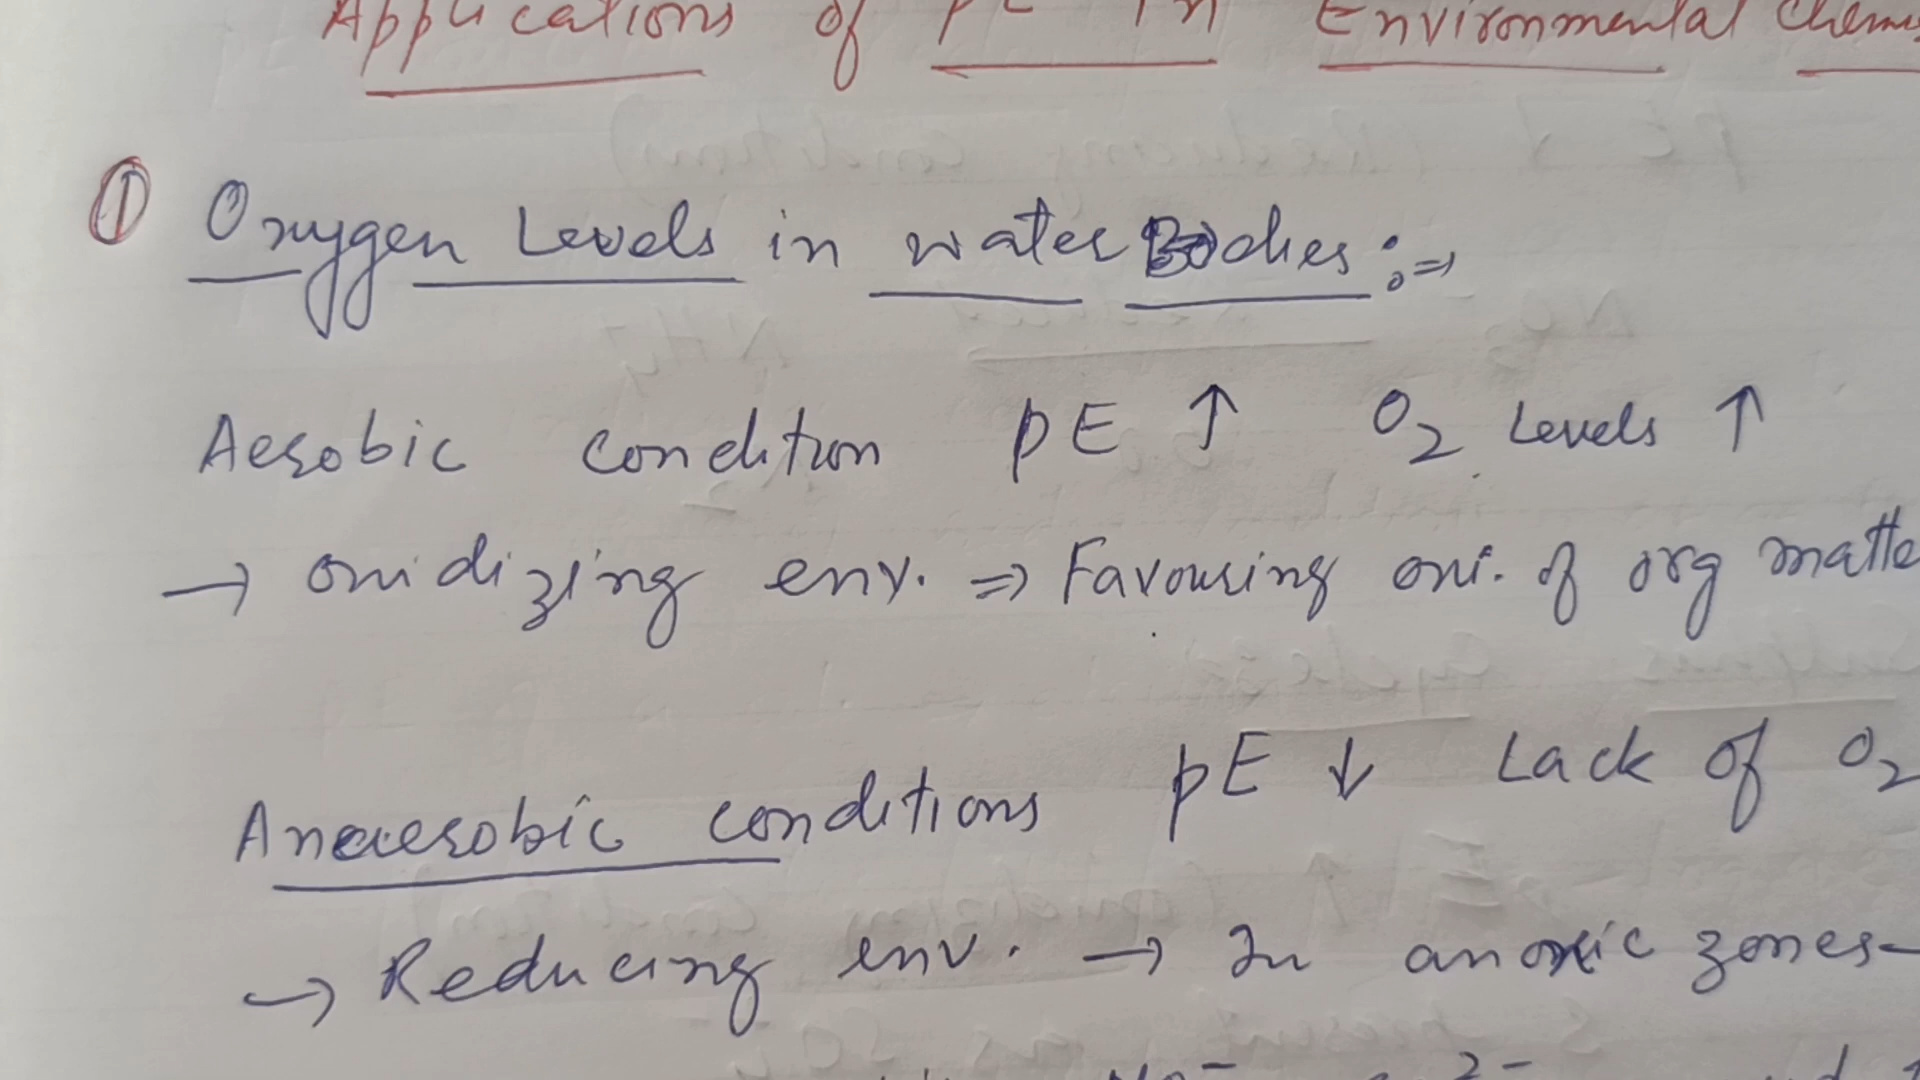 Applications of pE in Environmental Chem
① Oxygen Levels in water Bodies :⇒
Aerobic condition pE ↑ O₂ Levels ↑
→ oxidizing env. ⇒ Favouring oxi. of org matte
Anaerobic conditions pE ↓ Lack of O₂
→ Reducing env. → In anoxic zones-